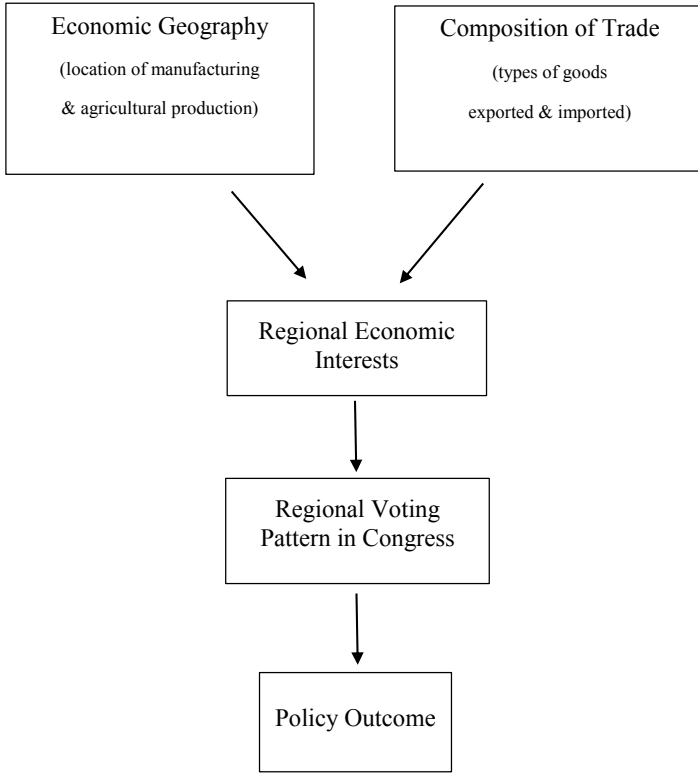 Economic Geography
(location of manufacturing
& agricultural production)
Composition of Trade
(types of goods
exported & imported)
Regional Economic
Interests
Regional Voting
Pattern in Congress
Policy Outcome